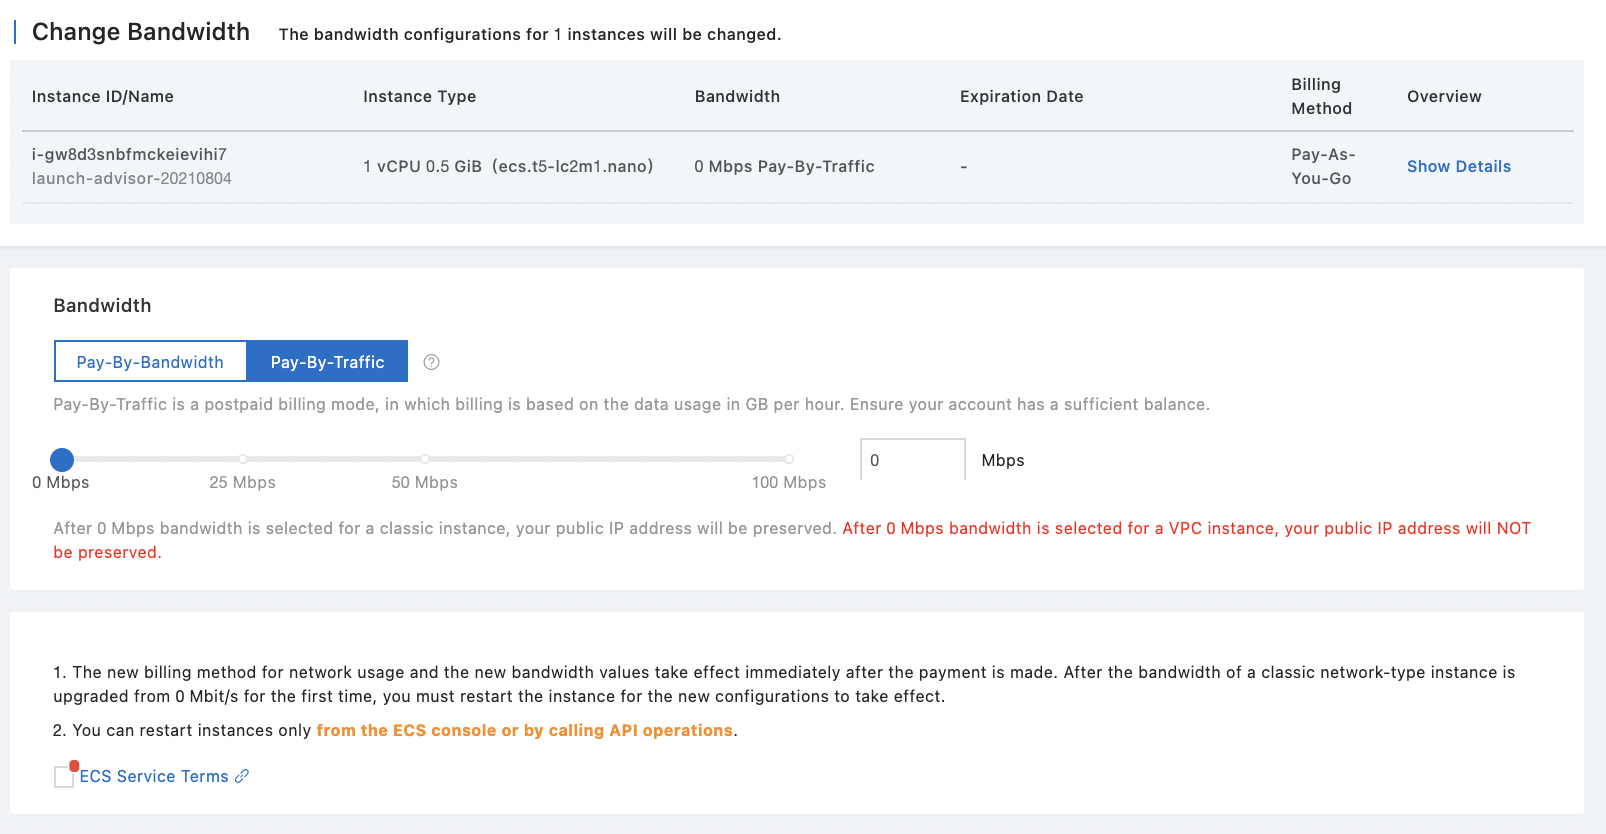 Change Bandwidth The bandwidth configurations for 1 instances will be changed.
Instance ID/Name Instance Type Bandwidth Expiration Date Billing Method Overview
i-gw8d3snbfmckeievihi7
launch-advisor-20210804
1 vCPU 0.5 GiB (ecs.t5-lc2m1.nano)
0 Mbps Pay-By-Traffic
-
Pay-As-
You-Go
Show Details
Bandwidth
Pay-By-Bandwidth Pay-By-Traffic ?
Pay-By-Traffic is a postpaid billing mode, in which billing is based on the data usage in GB per hour. Ensure your account has a sufficient balance.
0 Mbps 25 Mbps 50 Mbps 100 Mbps
0 Mbps
After 0 Mbps bandwidth is selected for a classic instance, your public IP address will be preserved. After 0 Mbps bandwidth is selected for a VPC instance, your public IP address will NOT
be preserved.
1. The new billing method for network usage and the new bandwidth values take effect immediately after the payment is made. After the bandwidth of a classic network-type instance is
upgraded from 0 Mbit/s for the first time, you must restart the instance for the new configurations to take effect.
2. You can restart instances only from the ECS console or by calling API operations.
ECS Service Terms